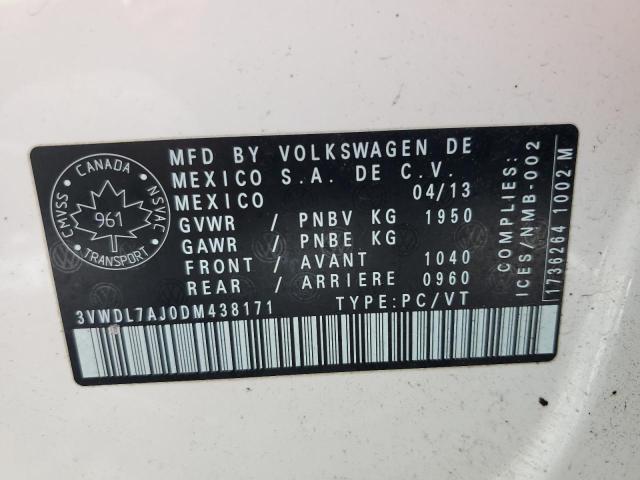 MFD BY VOLKSWAGEN DE
MEXICO S.A. DE C.V.
MEXICO 04/13
GVWR / PNBV KG 1950
GAWR / PNBE KG
FRONT / AVANT 1040
REAR / ARRIERE 0960
3VWDL7AJ0DM438171 TYPE:PC/VT
CANADA
CMVSS
NSVAC
961
TRANSPORT
COMPLIES:
ICES/NMB-002
1736264 1002 M